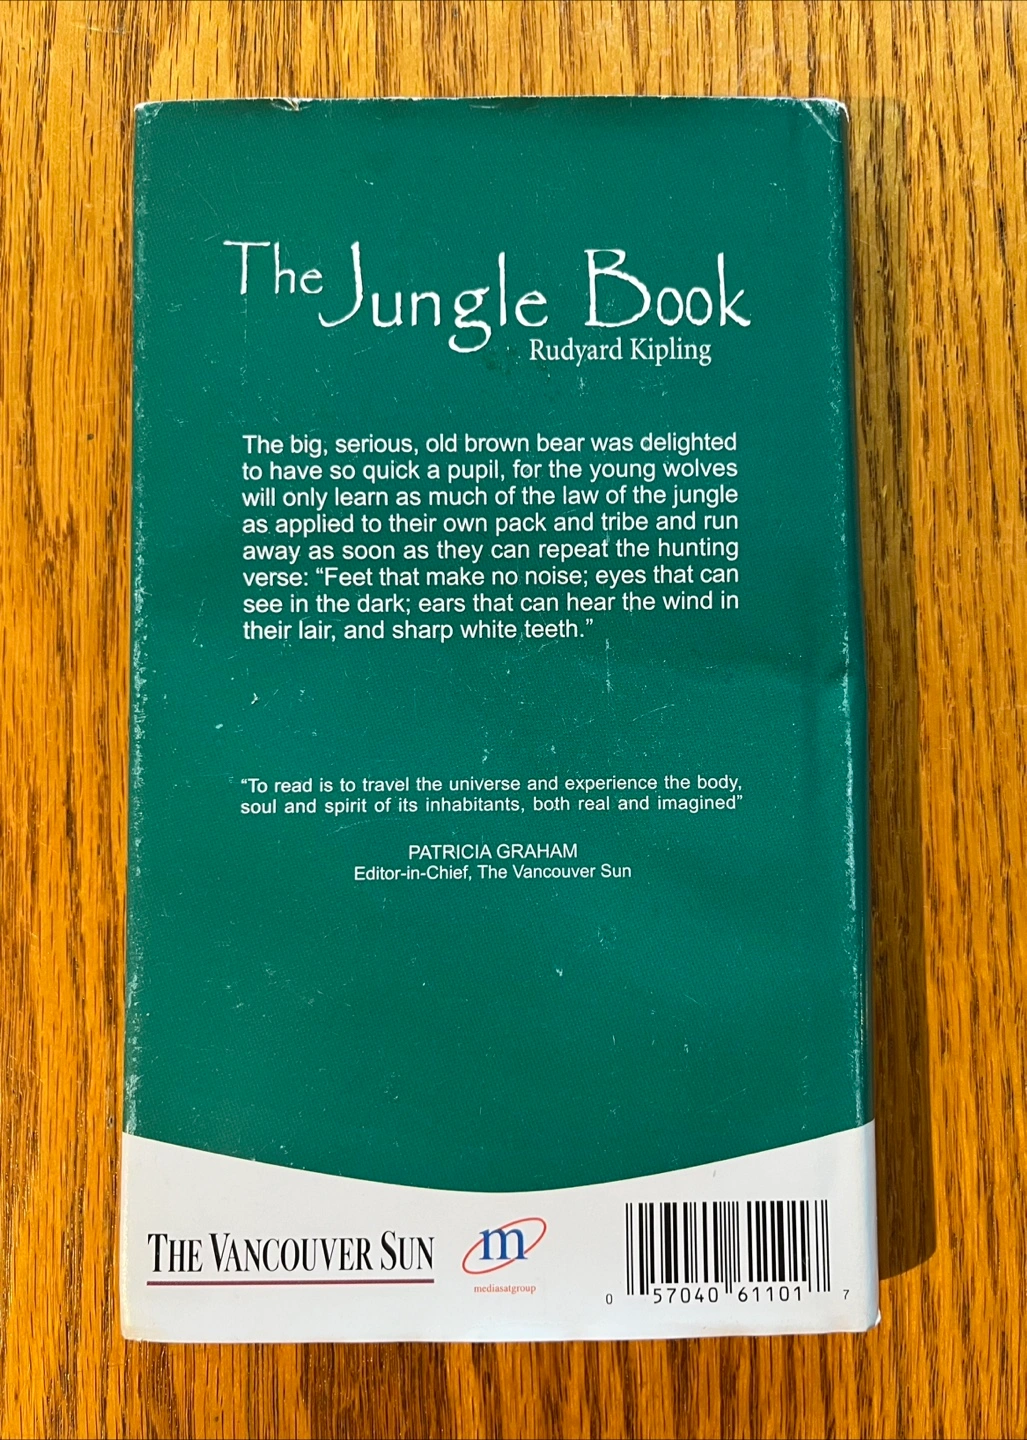 The Jungle Book
Rudyard Kipling
The big, serious, old brown bear was delighted
to have so quick a pupil, for the young wolves
will only learn as much of the law of the jungle
as applied to their own pack and tribe and run
away as soon as they can repeat the hunting
verse: “Feet that make no noise; eyes that can
see in the dark; ears that can hear the wind in
their lair, and sharp white teeth.”
“To read is to travel the universe and experience the body,
soul and spirit of its inhabitants, both real and imagined”
PATRICIA GRAHAM
Editor-in-Chief, The Vancouver Sun
THE VANCOUVER SUN
m
mediasatgroup
0 57040 61101 7